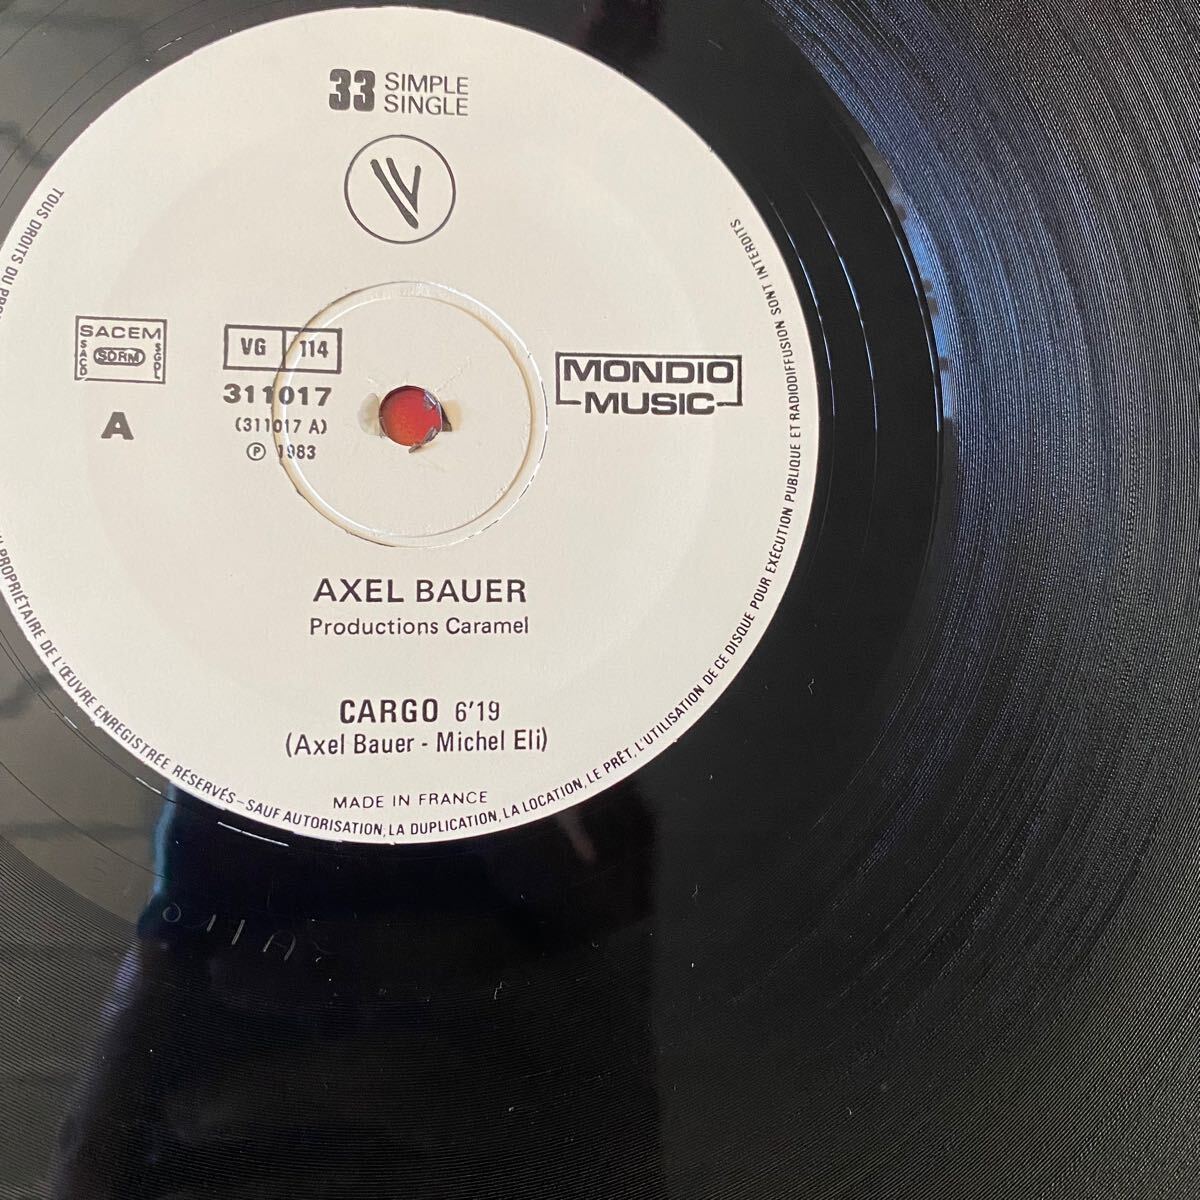 33 SIMPLE
SINGLE
SACEM
SACD SDRM SGDL
VG 114
311017
(311017 A)
℗ 1983
A
MONDIO
MUSIC
AXEL BAUER
Productions Caramel
CARGO 6'19
(Axel Bauer - Michel Eli)
MADE IN FRANCE
TOUS DROITS DU
PROPRIÉTAIRE DE L'ŒUVRE ENREGISTRÉE RÉSERVÉS – SAUF AUTORISATION, LA DUPLICATION, LA LOCATION, LE PRÊT, L'UTILISATION DE CE DISQUE POUR EXÉCUTION PUBLIQUE ET RADIODIFFUSION SONT INTERDITS